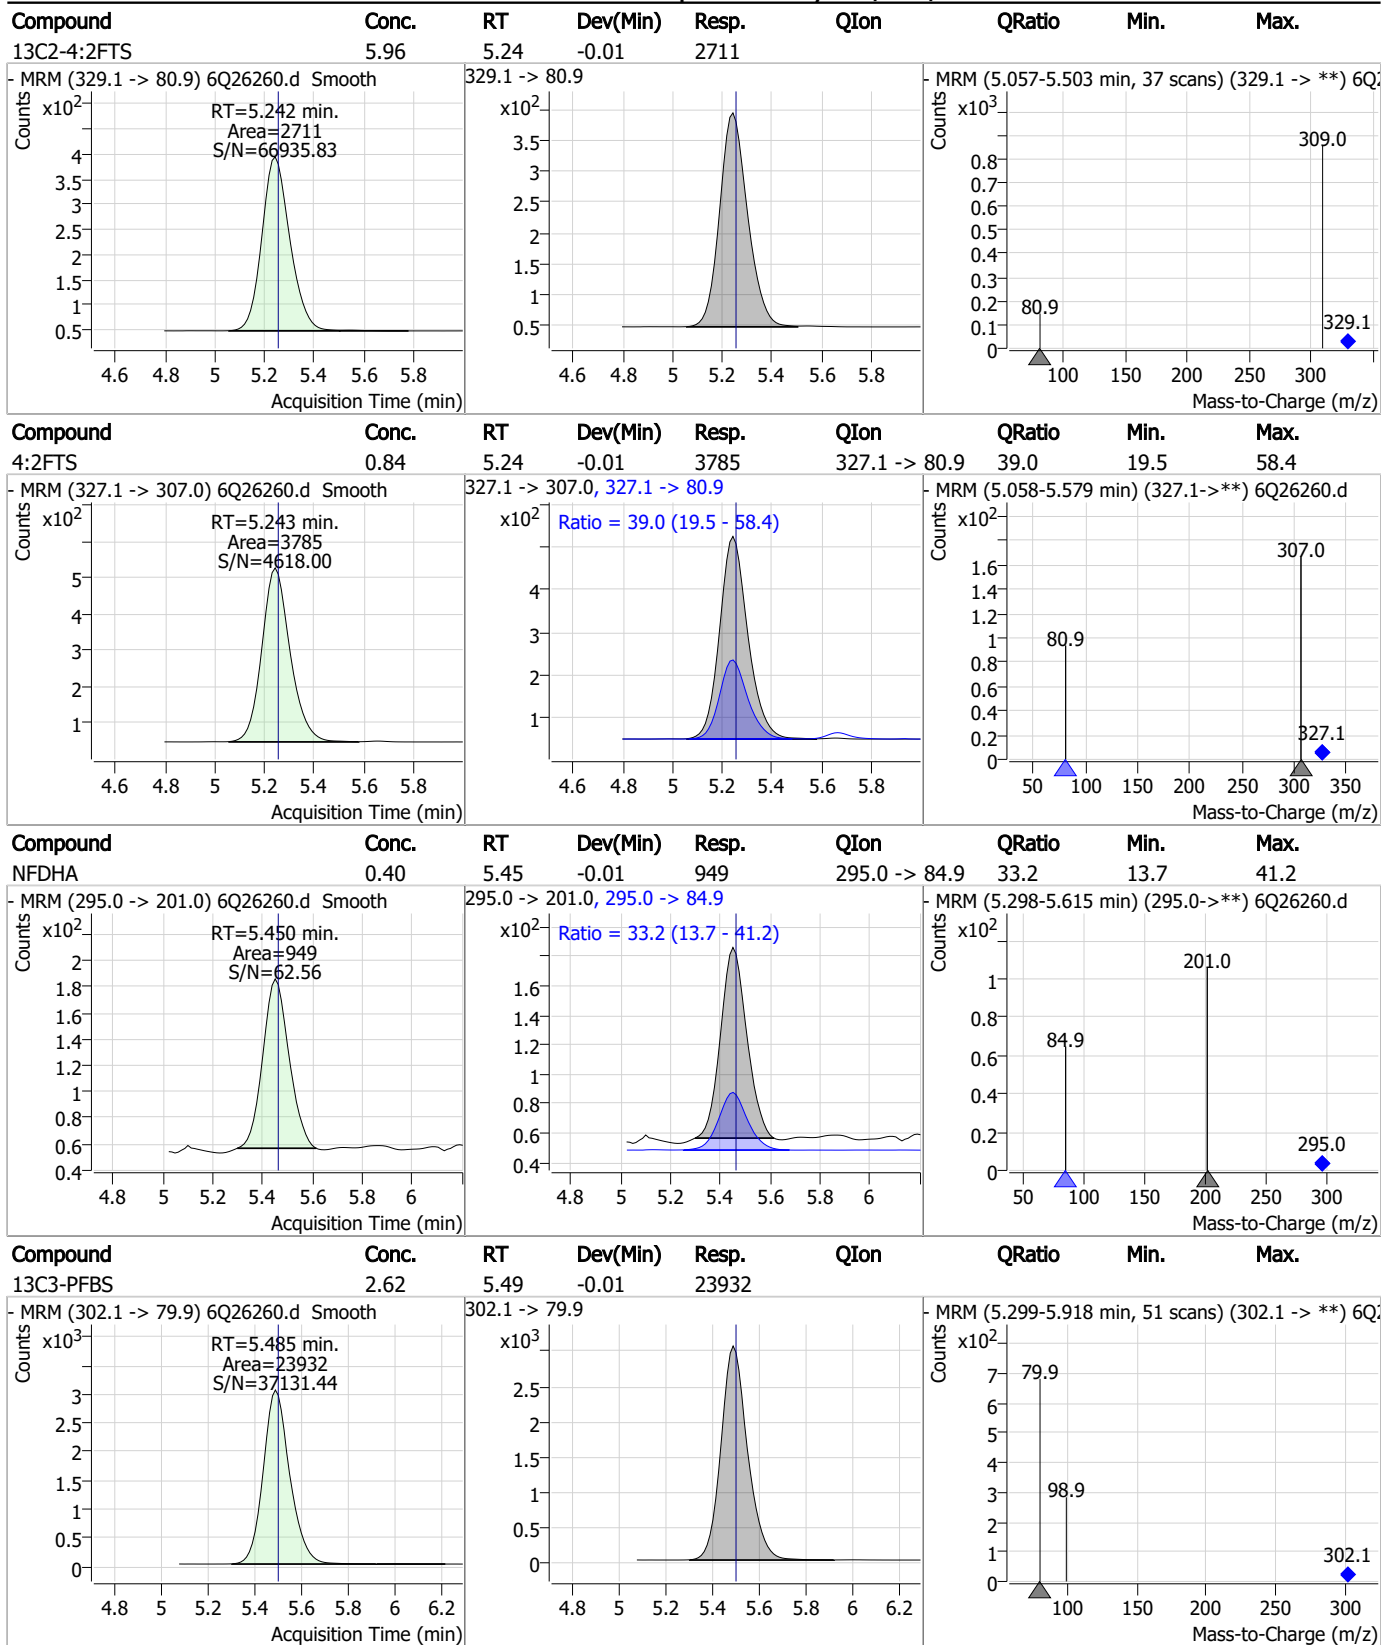 Compound Conc. RT Dev(Min) Resp. QIon QRatio Min. Max.
13C2-4:2FTS 5.96 5.24 -0.01 2711
- MRM (329.1 -> 80.9) 6Q26260.d Smooth
RT=5.242 min.
Area=2711
S/N=66935.83
Counts
x10²
4
3.5
3
2.5
2
1.5
1
0.5
4.6 4.8 5 5.2 5.4 5.6 5.8
Acquisition Time (min)
329.1 -> 80.9
x10²
3.5
3
2.5
2
1.5
1
0.5
4.6 4.8 5 5.2 5.4 5.6 5.8
- MRM (5.057-5.503 min, 37 scans) (329.1 -> **) 6Q2
Counts
x10³
309.0
0.8
0.7
0.6
0.5
0.4
0.3
0.2
0.1
0
80.9
329.1
100 150 200 250 300
Mass-to-Charge (m/z)
Compound Conc. RT Dev(Min) Resp. QIon QRatio Min. Max.
4:2FTS 0.84 5.24 -0.01 3785 327.1 -> 80.9 39.0 19.5 58.4
- MRM (327.1 -> 307.0) 6Q26260.d Smooth
RT=5.243 min.
Area=3785
S/N=4618.00
Counts
x10²
5
4
3
2
1
4.6 4.8 5 5.2 5.4 5.6 5.8
Acquisition Time (min)
327.1 -> 307.0, 327.1 -> 80.9
x10²
Ratio = 39.0 (19.5 - 58.4)
4
3
2
1
4.6 4.8 5 5.2 5.4 5.6 5.8
- MRM (5.058-5.579 min) (327.1->**) 6Q26260.d
Counts
x10²
307.0
1.6
1.4
1.2
1
0.8
0.6
0.4
0.2
0
80.9
327.1
50 100 150 200 250 300 350
Mass-to-Charge (m/z)
Compound Conc. RT Dev(Min) Resp. QIon QRatio Min. Max.
NFDHA 0.40 5.45 -0.01 949 295.0 -> 84.9 33.2 13.7 41.2
- MRM (295.0 -> 201.0) 6Q26260.d Smooth
RT=5.450 min.
Area=949
S/N=62.56
Counts
x10²
2
1.8
1.6
1.4
1.2
1
0.8
0.6
0.4
4.8 5 5.2 5.4 5.6 5.8 6
Acquisition Time (min)
295.0 -> 201.0, 295.0 -> 84.9
x10²
Ratio = 33.2 (13.7 - 41.2)
1.6
1.4
1.2
1
0.8
0.6
0.4
4.8 5 5.2 5.4 5.6 5.8 6
- MRM (5.298-5.615 min) (295.0->**) 6Q26260.d
Counts
x10²
201.0
1
0.8
0.6
0.4
0.2
0
84.9
295.0
50 100 150 200 250 300
Mass-to-Charge (m/z)
Compound Conc. RT Dev(Min) Resp. QIon QRatio Min. Max.
13C3-PFBS 2.62 5.49 -0.01 23932
- MRM (302.1 -> 79.9) 6Q26260.d Smooth
RT=5.485 min.
Area=23932
S/N=37131.44
Counts
x10³
3
2.5
2
1.5
1
0.5
0
4.8 5 5.2 5.4 5.6 5.8 6 6.2
Acquisition Time (min)
302.1 -> 79.9
x10³
2.5
2
1.5
1
0.5
0
4.8 5 5.2 5.4 5.6 5.8 6 6.2
- MRM (5.299-5.918 min, 51 scans) (302.1 -> **) 6Q2
Counts
x10²
79.9
7
6
5
4
3
2
1
0
98.9
302.1
100 150 200 250 300
Mass-to-Charge (m/z)